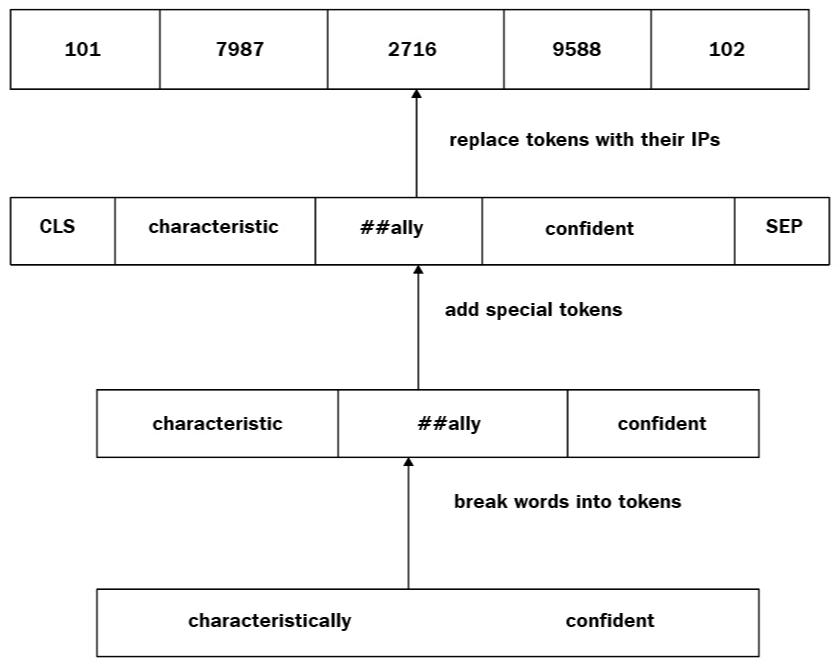 101 7987 2716 9588 102
replace tokens with their IPs
CLS characteristic ##ally confident SEP
add special tokens
characteristic ##ally confident
break words into tokens
characteristically confident